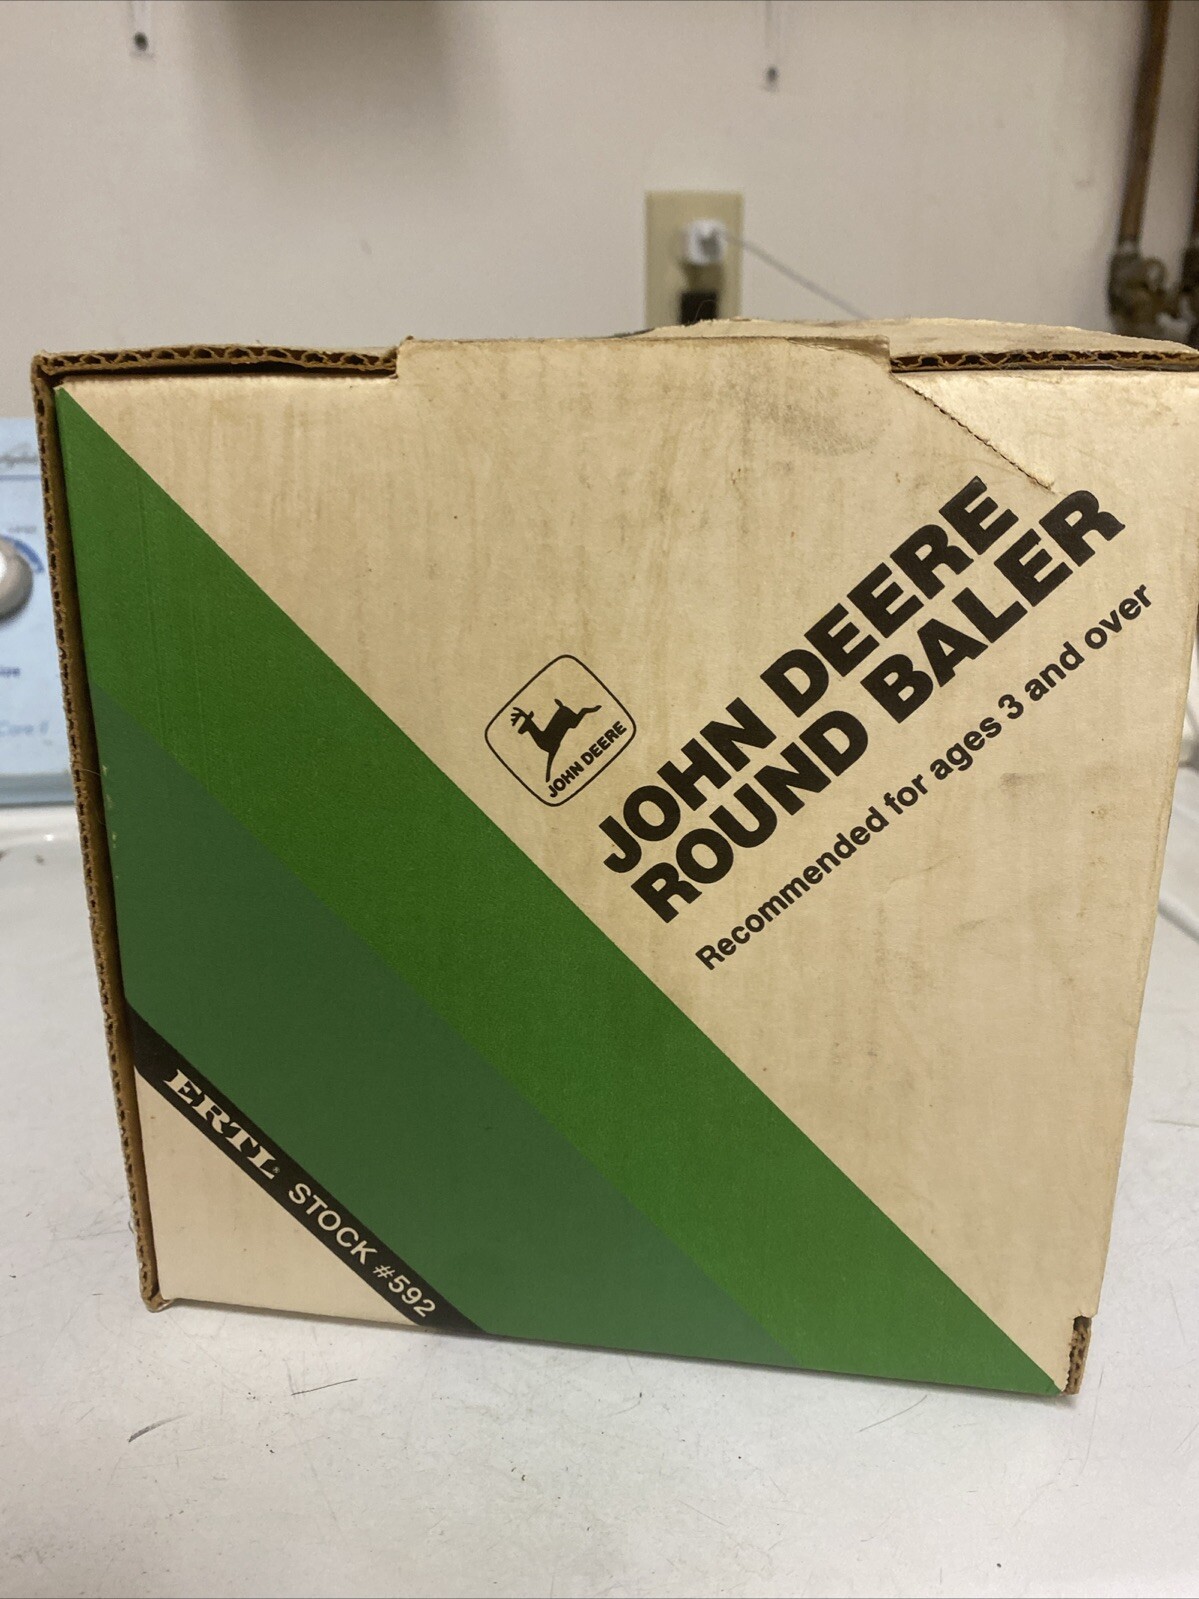 JOHN DEERE
JOHN DEERE
ROUND BALER
Recommended for ages 3 and over
ERTL® STOCK #592